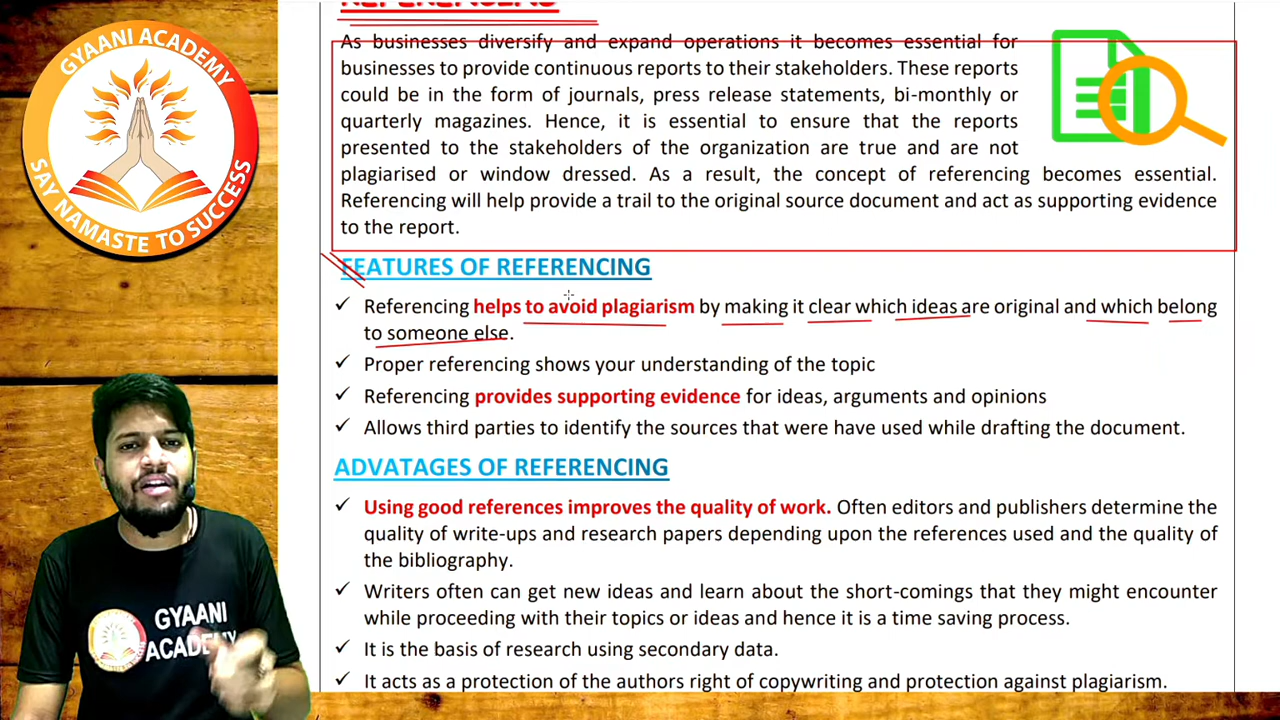 GYAANI ACADEMY
SAY NAMASTE TO SUCCESS
As businesses diversify and expand operations it becomes essential for
businesses to provide continuous reports to their stakeholders. These reports
could be in the form of journals, press release statements, bi-monthly or
quarterly magazines. Hence, it is essential to ensure that the reports
presented to the stakeholders of the organization are true and are not
plagiarised or window dressed. As a result, the concept of referencing becomes essential.
Referencing will help provide a trail to the original source document and act as supporting evidence
to the report.
FEATURES OF REFERENCING
✓ Referencing helps to avoid plagiarism by making it clear which ideas are original and which belong
to someone else.
✓ Proper referencing shows your understanding of the topic
✓ Referencing provides supporting evidence for ideas, arguments and opinions
✓ Allows third parties to identify the sources that were have used while drafting the document.
ADVATAGES OF REFERENCING
✓ Using good references improves the quality of work. Often editors and publishers determine the
quality of write-ups and research papers depending upon the references used and the quality of
the bibliography.
✓ Writers often can get new ideas and learn about the short-comings that they might encounter
while proceeding with their topics or ideas and hence it is a time saving process.
✓ It is the basis of research using secondary data.
✓ It acts as a protection of the authors right of copywriting and protection against plagiarism.
GYAANI
ACADEMY